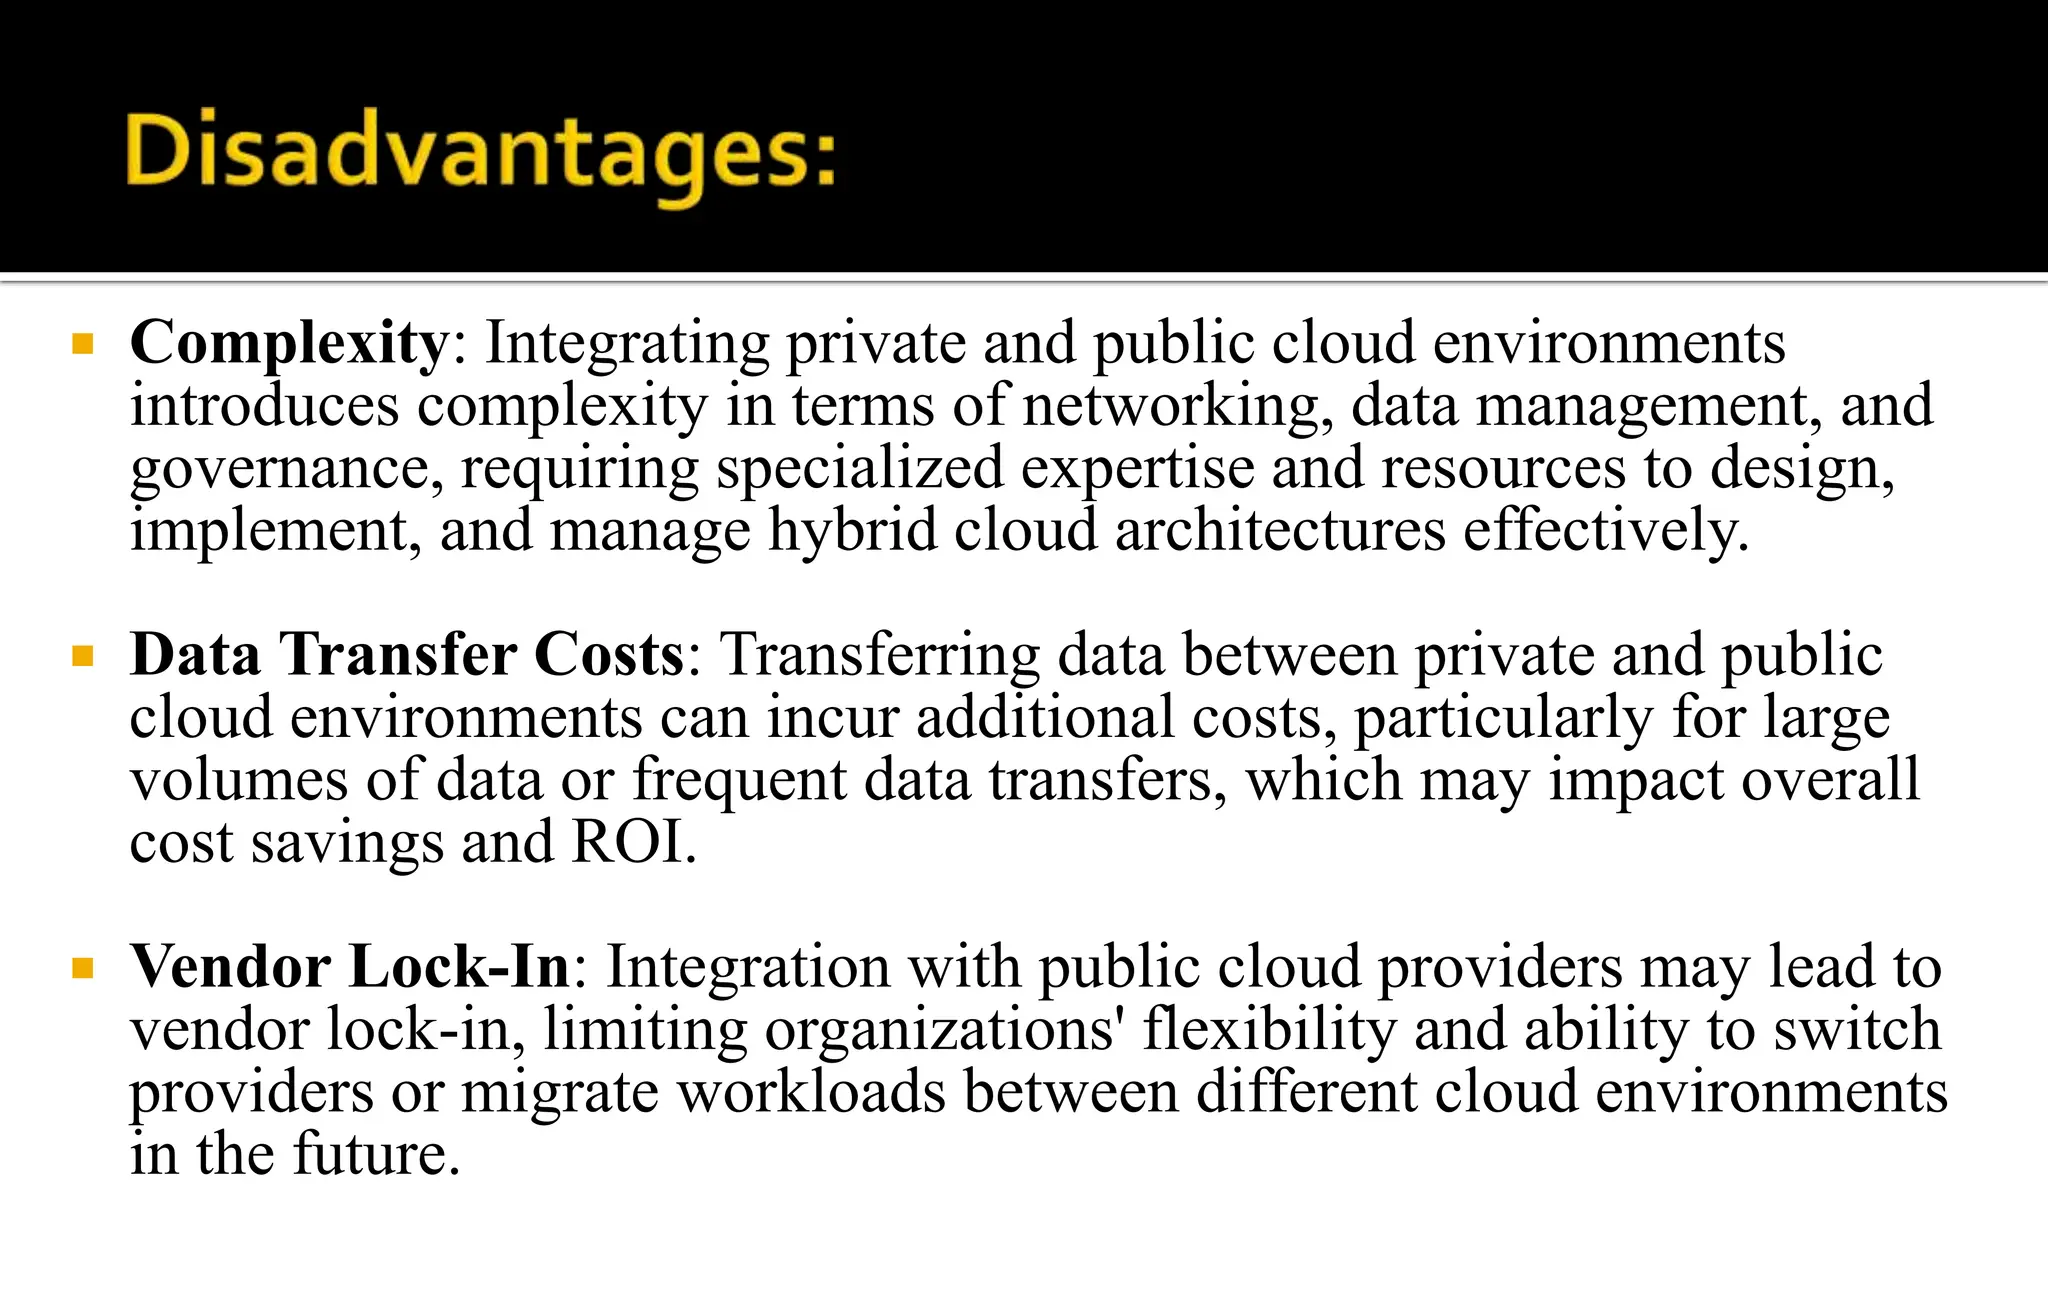 Disadvantages:
Complexity: Integrating private and public cloud environments
introduces complexity in terms of networking, data management, and
governance, requiring specialized expertise and resources to design,
implement, and manage hybrid cloud architectures effectively.
Data Transfer Costs: Transferring data between private and public
cloud environments can incur additional costs, particularly for large
volumes of data or frequent data transfers, which may impact overall
cost savings and ROI.
Vendor Lock-In: Integration with public cloud providers may lead to
vendor lock-in, limiting organizations' flexibility and ability to switch
providers or migrate workloads between different cloud environments
in the future.